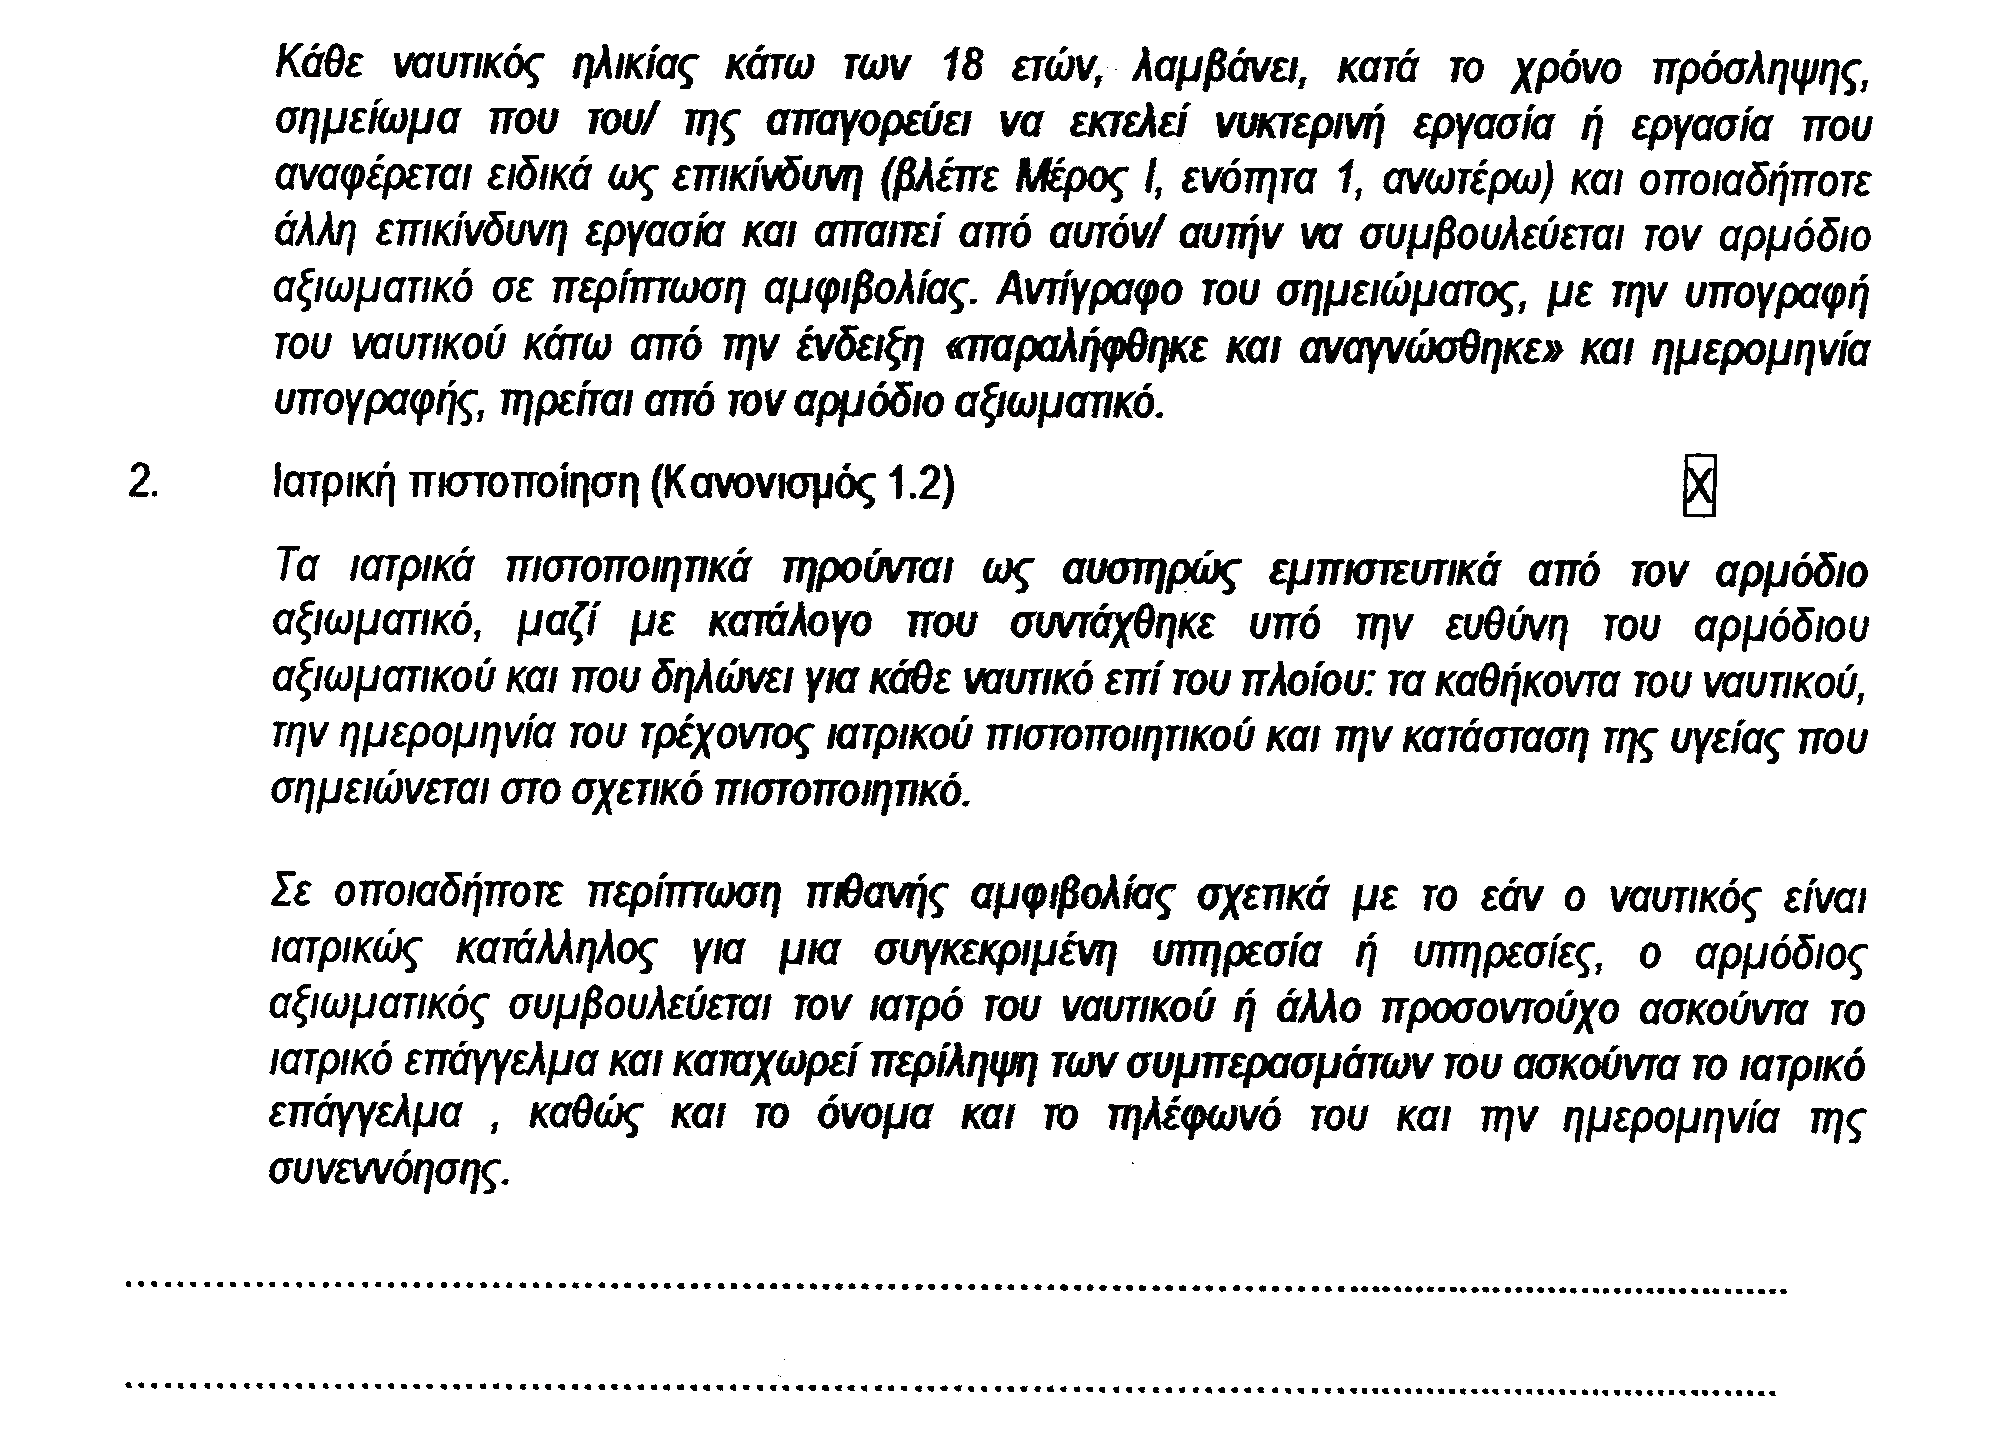 Κάθε ναυτικός ηλικίας κάτω των 18 ετών, λαμβάνει, κατά το χρόνο πρόσληψης,
σημείωμα που του/ της απαγορεύει να εκτελεί νυκτερινή εργασία ή εργασία που
αναφέρεται ειδικά ως επικίνδυνη (βλέπε Μέρος Ι, ενότητα 1, ανωτέρω) και οποιαδήποτε
άλλη επικίνδυνη εργασία και απαιτεί από αυτόν/ αυτήν να συμβουλεύεται τον αρμόδιο
αξιωματικό σε περίπτωση αμφιβολίας. Αντίγραφο του σημειώματος, με την υπογραφή
του ναυτικού κάτω από την ένδειξη «παραλήφθηκε και αναγνώσθηκε» και ημερομηνία
υπογραφής, τηρείται από τον αρμόδιο αξιωματικό.
2. Ιατρική πιστοποίηση (Κανονισμός 1.2) X
Τα ιατρικά πιστοποιητικά τηρούνται ως αυστηρώς εμπιστευτικά από τον αρμόδιο
αξιωματικό, μαζί με κατάλογο που συντάχθηκε υπό την ευθύνη του αρμόδιου
αξιωματικού και που δηλώνει για κάθε ναυτικό επί του πλοίου: τα καθήκοντα του ναυτικού,
την ημερομηνία του τρέχοντος ιατρικού πιστοποιητικού και την κατάσταση της υγείας που
σημειώνεται στο σχετικό πιστοποιητικό.
Σε οποιαδήποτε περίπτωση πιθανής αμφιβολίας σχετικά με το εάν ο ναυτικός είναι
ιατρικώς κατάλληλος για μια συγκεκριμένη υπηρεσία ή υπηρεσίες, ο αρμόδιος
αξιωματικός συμβουλεύεται τον ιατρό του ναυτικού ή άλλο προσοντούχο ασκούντα το
ιατρικό επάγγελμα και καταχωρεί περίληψη των συμπερασμάτων του ασκούντα το ιατρικό
επάγγελμα , καθώς και το όνομα και το τηλέφωνό του και την ημερομηνία της
συνεννόησης.